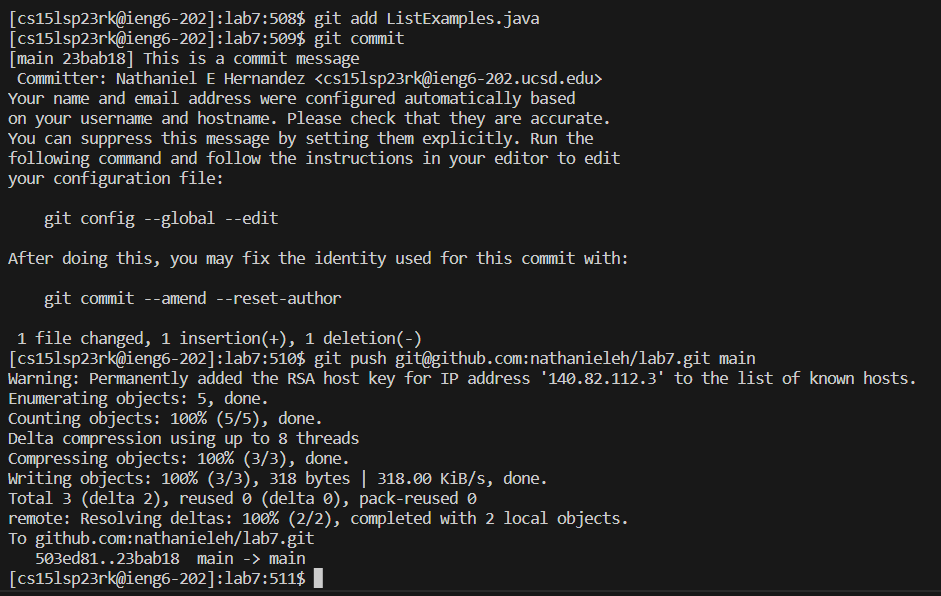 [cs15lsp23rk@ieng6-202]:lab7:508$ git add ListExamples.java
[cs15lsp23rk@ieng6-202]:lab7:509$ git commit
[main 23bab18] This is a commit message
 Committer: Nathaniel E Hernandez <cs15lsp23rk@ieng6-202.ucsd.edu>
Your name and email address were configured automatically based
on your username and hostname. Please check that they are accurate.
You can suppress this message by setting them explicitly. Run the
following command and follow the instructions in your editor to edit
your configuration file:

    git config --global --edit

After doing this, you may fix the identity used for this commit with:

    git commit --amend --reset-author

 1 file changed, 1 insertion(+), 1 deletion(-)
[cs15lsp23rk@ieng6-202]:lab7:510$ git push git@github.com:nathanieleh/lab7.git main
Warning: Permanently added the RSA host key for IP address '140.82.112.3' to the list of known hosts.
Enumerating objects: 5, done.
Counting objects: 100% (5/5), done.
Delta compression using up to 8 threads
Compressing objects: 100% (3/3), done.
Writing objects: 100% (3/3), 318 bytes | 318.00 KiB/s, done.
Total 3 (delta 2), reused 0 (delta 0), pack-reused 0
remote: Resolving deltas: 100% (2/2), completed with 2 local objects.
To github.com:nathanieleh/lab7.git
   503ed81..23bab18  main -> main
[cs15lsp23rk@ieng6-202]:lab7:511$